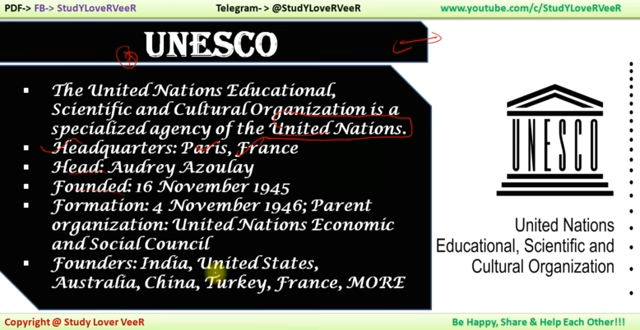 PDF-> FB-> StudYLoveRVeeR
Telegram- > @StudYLoveRVeeR
www.youtube.com/c/StudYLoveRVeeR
UNESCO
The United Nations Educational,
Scientific and Cultural Organization is a
specialized agency of the United Nations.
Headquarters: Paris, France
Head: Audrey Azoulay
Founded: 16 November 1945
Formation: 4 November 1946; Parent
organization: United Nations Economic
and Social Council
Founders: India, United States,
Australia, China, Turkey, France, MORE
UNESCO
United Nations
Educational, Scientific and
Cultural Organization
Copyright @ Study Lover VeeR
Be Happy, Share & Help Each Other!!!